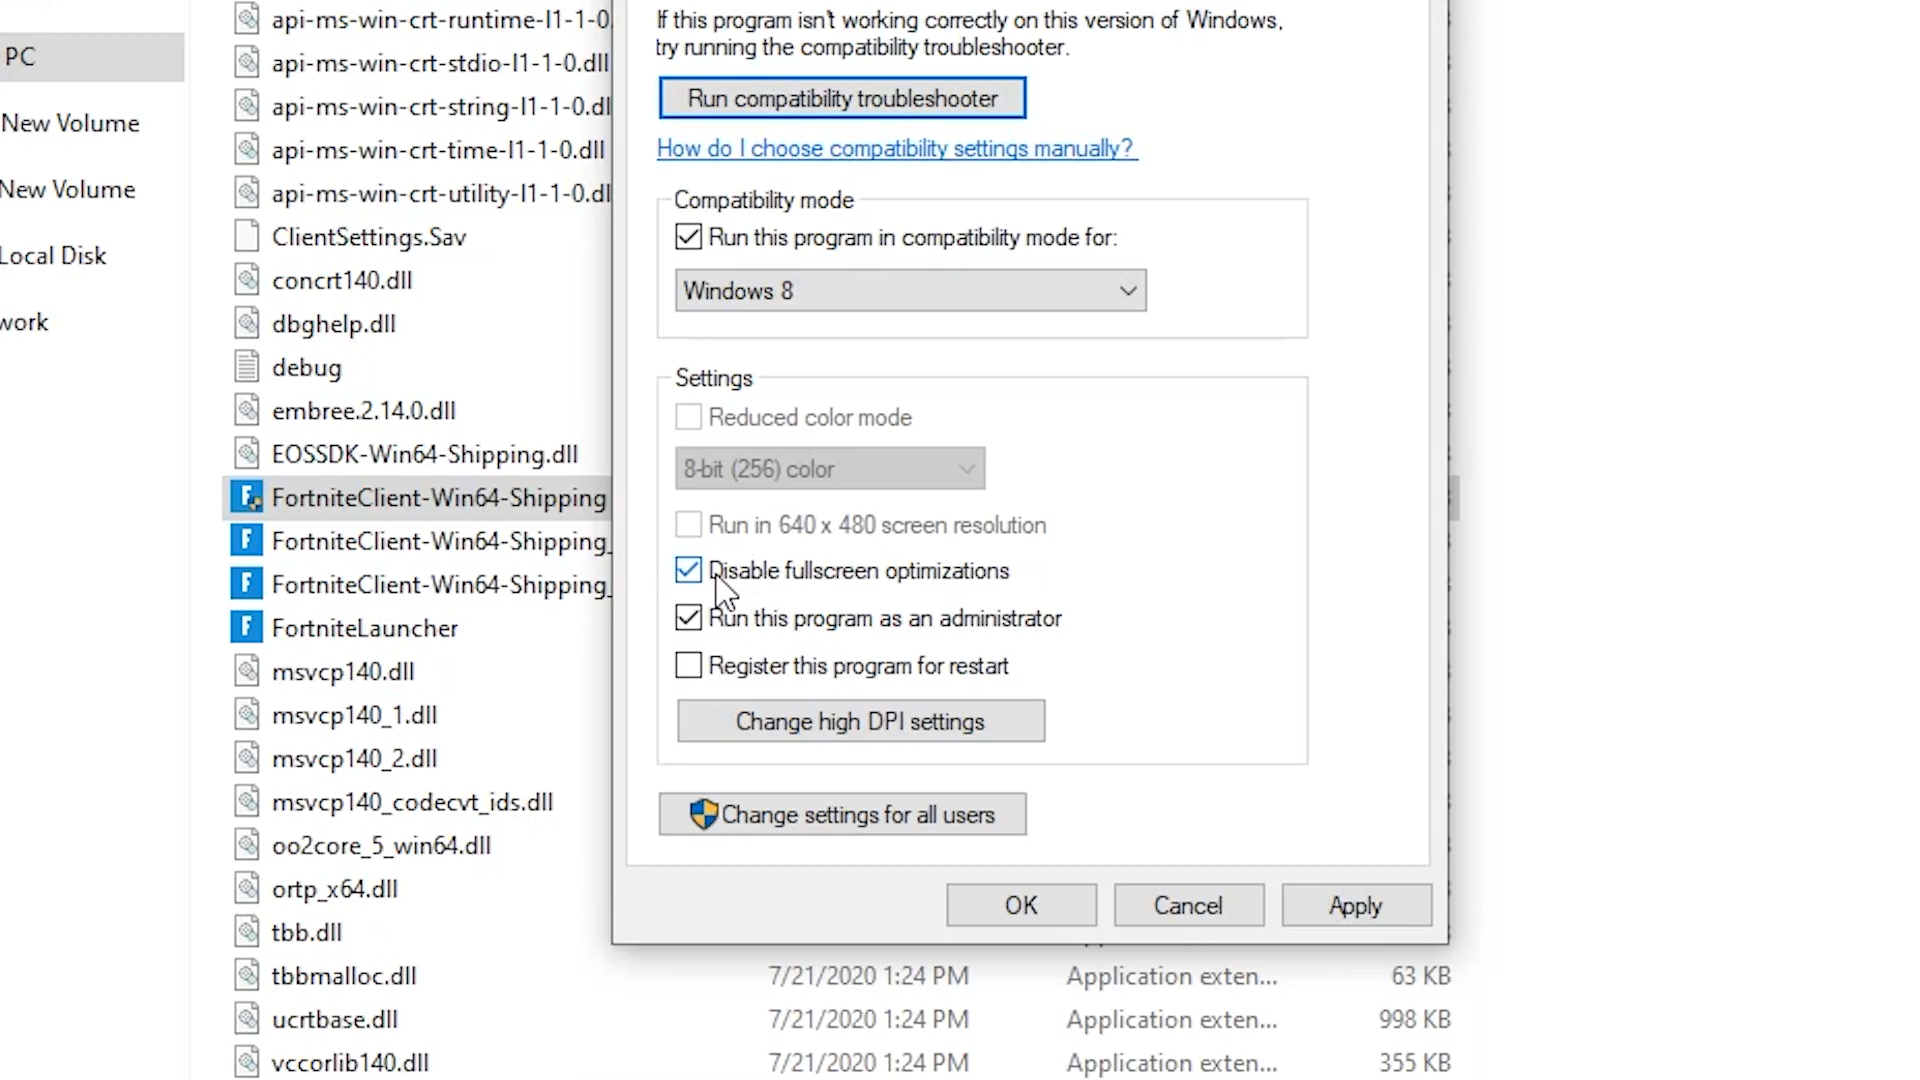 PC
New Volume
New Volume
Local Disk
work
api-ms-win-crt-runtime-l1-1-0.
api-ms-win-crt-stdio-l1-1-0.dll
api-ms-win-crt-string-l1-1-0.dl
api-ms-win-crt-time-l1-1-0.dll
api-ms-win-crt-utility-l1-1-0.dl
ClientSettings.Sav
concrt140.dll
dbghelp.dll
debug
embree.2.14.0.dll
EOSSDK-Win64-Shipping.dll
FortniteClient-Win64-Shipping
FortniteClient-Win64-Shipping_
FortniteClient-Win64-Shipping_
FortniteLauncher
msvcp140.dll
msvcp140_1.dll
msvcp140_2.dll
msvcp140_codecvt_ids.dll
oo2core_5_win64.dll
ortp_x64.dll
tbb.dll
tbbmalloc.dll 7/21/2020 1:24 PM Application exten... 63 KB
ucrtbase.dll 7/21/2020 1:24 PM Application exten... 998 KB
vccorlib140.dll 7/21/2020 1:24 PM Application exten... 355 KB
If this program isn't working correctly on this version of Windows,
try running the compatibility troubleshooter.
Run compatibility troubleshooter
How do I choose compatibility settings manually?
Compatibility mode
Run this program in compatibility mode for:
Windows 8
Settings
Reduced color mode
8-bit (256) color
Run in 640 x 480 screen resolution
Disable fullscreen optimizations
Run this program as an administrator
Register this program for restart
Change high DPI settings
Change settings for all users
OK
Cancel
Apply